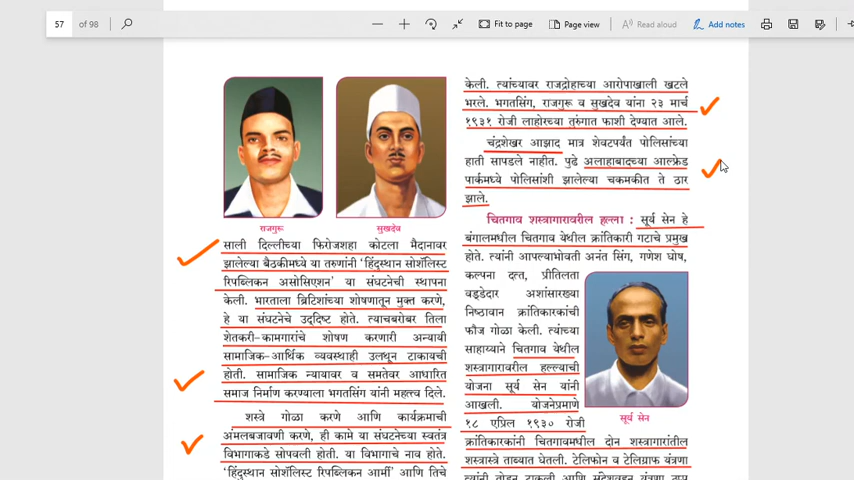 57 of 98
Fit to page
Page view
Read aloud
Add notes
राजगुरू
सुखदेव
साली दिल्लीच्या फिरोजशहा कोटला मैदानावर
झालेल्या बैठकीमध्ये या तरुणांनी ‘हिंदुस्थान सोशॅलिस्ट
रिपब्लिकन असोसिएशन’ या संघटनेची स्थापना
केली. भारताला ब्रिटिशांच्या शोषणातून मुक्त करणे,
हे या संघटनेचे उद्दिष्ट होते. त्याचबरोबर तिला
शेतकरी-कामगारांचे शोषण करणारी अन्यायी
सामाजिक-आर्थिक व्यवस्थाही उलथून टाकायची
होती. सामाजिक न्यायावर व समतेवर आधारित
समाज निर्माण करण्याला भगतसिंग यांनी महत्त्व दिले.
शस्त्रे गोळा करणे आणि कार्यक्रमाची
अंमलबजावणी करणे, ही कामे या संघटनेच्या स्वतंत्र
विभागाकडे सोपवली होती. या विभागाचे नाव होते.
‘हिंदुस्थान सोशॅलिस्ट रिपब्लिकन आर्मी’ आणि तिचे
केली. त्यांच्यावर राजद्रोहाच्या आरोपाखाली खटले
भरले. भगतसिंग, राजगुरू व सुखदेव यांना २३ मार्च
१९३१ रोजी लाहोरच्या तुरुंगात फाशी देण्यात आले.
चंद्रशेखर आझाद मात्र शेवटपर्यंत पोलिसांच्या
हाती सापडले नाहीत. पुढे अलाहाबादच्या आल्फ्रेड
पार्कमध्ये पोलिसांशी झालेल्या चकमकीत ते ठार
झाले.
चितगाव शस्त्रागारावरील हल्ला : सूर्य सेन हे
बंगालमधील चितगाव येथील क्रांतिकारी गटाचे प्रमुख
होते. त्यांनी आपल्याभोवती अनंत सिंग, गणेश घोष,
कल्पना दत्त, प्रीतिलता
वड्डेदार अशांसारख्या
निष्ठावान क्रांतिकारकांची
फौज गोळा केली. त्यांच्या
साहाय्याने चितगाव येथील
शस्त्रागारावरील हल्ल्याची
योजना सूर्य सेन यांनी
आखली. योजनेप्रमाणे
१८ एप्रिल १९३० रोजी
सूर्य सेन
क्रांतिकारकांनी चितगावमधील दोन शस्त्रागारांतील
शस्त्रास्त्रे ताब्यात घेतली. टेलिफोन व टेलिग्राफ यंत्रणा
त्यांनी तोडून टाकली आणि संदेशवहन यंत्रणा ठप्प